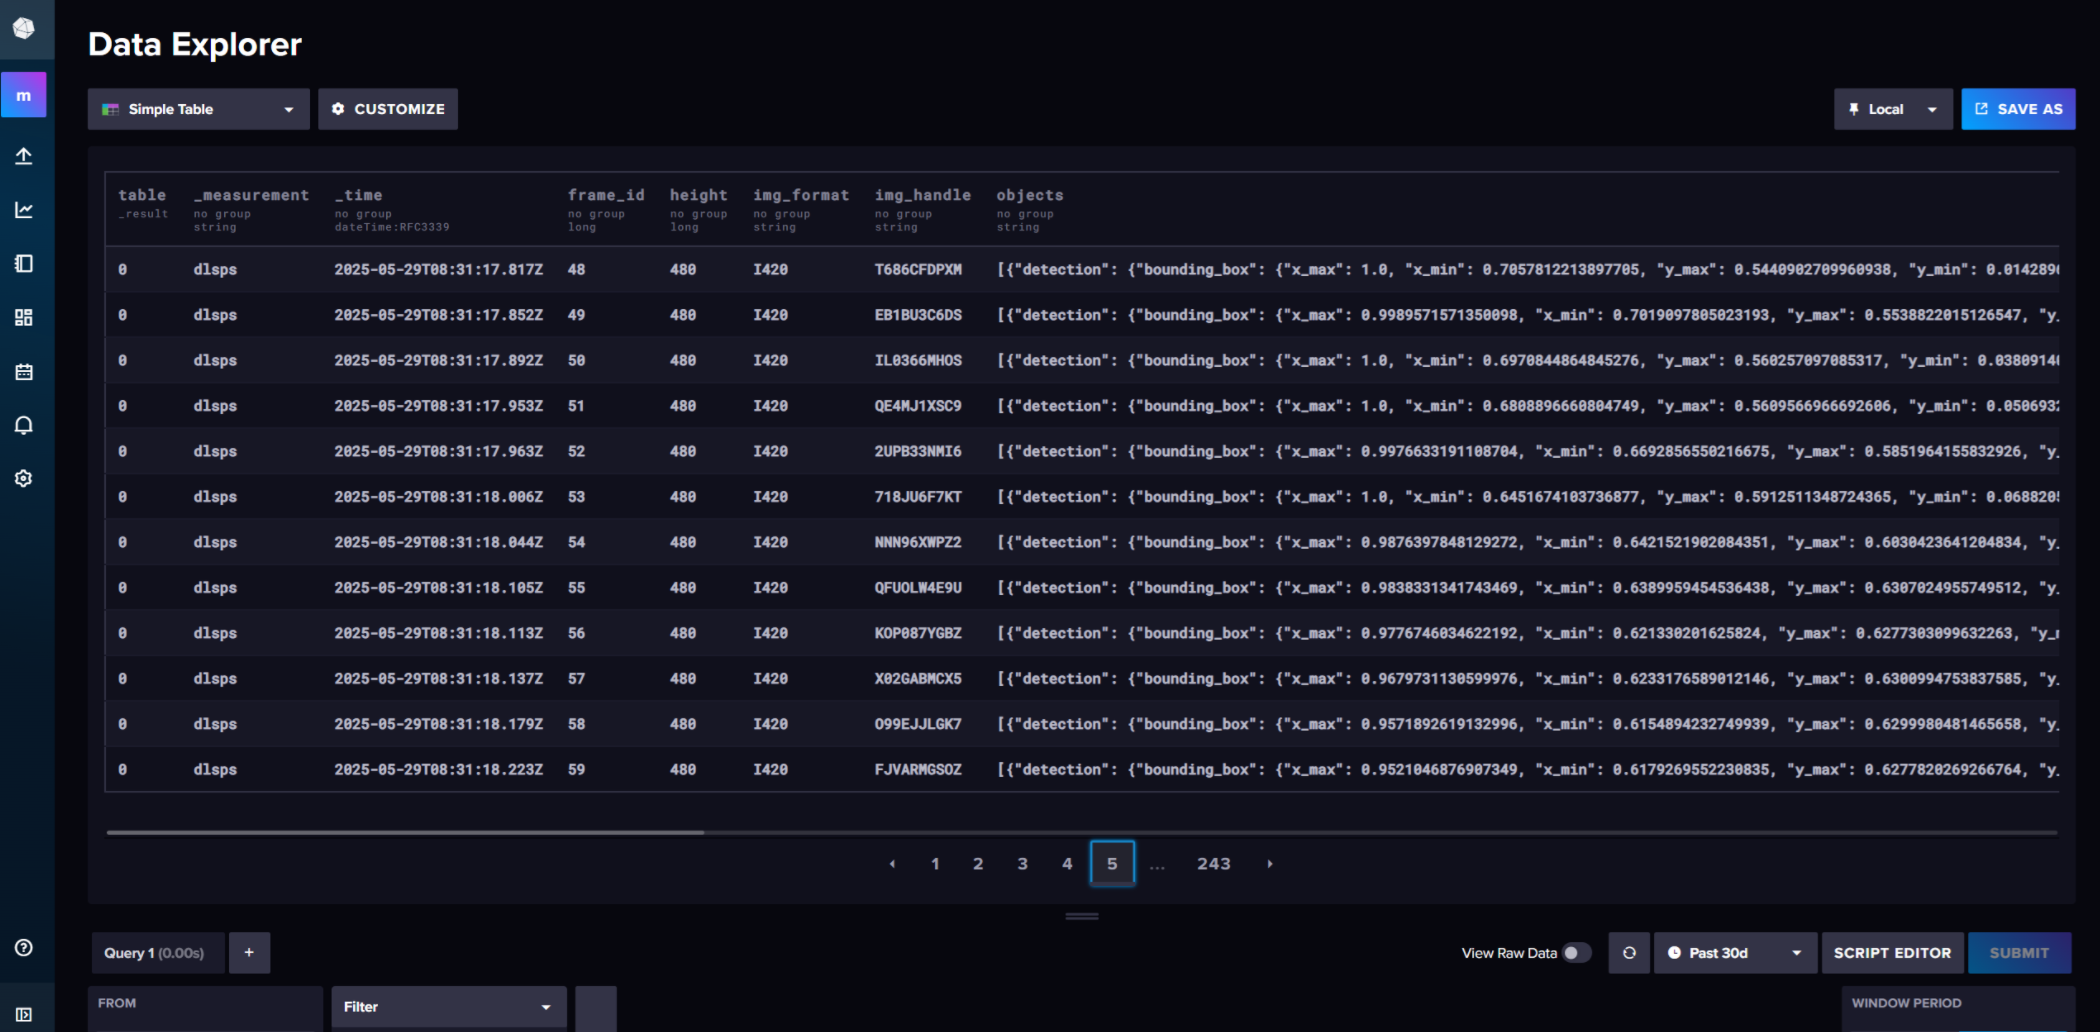 Data Explorer
m
Simple Table
CUSTOMIZE
Local
SAVE AS
table _measurement _time frame_id height img_format img_handle objects
_result no group no group no group no group no group no group no group
string dateTime:RFC3339 long long string string string
0 dlsps 2025-05-29T08:31:17.817Z 48 480 I420 T686CFDPXM [{"detection": {"bounding_box": {"x_max": 1.0, "x_min": 0.7057812213897705, "y_max": 0.5440902709960938, "y_min": 0.0142890
0 dlsps 2025-05-29T08:31:17.852Z 49 480 I420 EB1BU3C6DS [{"detection": {"bounding_box": {"x_max": 0.9989571571350098, "x_min": 0.7019097805023193, "y_max": 0.5538822015126547, "y_
0 dlsps 2025-05-29T08:31:17.892Z 50 480 I420 IL0366MHOS [{"detection": {"bounding_box": {"x_max": 1.0, "x_min": 0.6970844864845276, "y_max": 0.560257097085317, "y_min": 0.0380914
0 dlsps 2025-05-29T08:31:17.953Z 51 480 I420 QE4MJ1XSC9 [{"detection": {"bounding_box": {"x_max": 1.0, "x_min": 0.6808896660804749, "y_max": 0.5609566966692606, "y_min": 0.050693
0 dlsps 2025-05-29T08:31:17.963Z 52 480 I420 2UPB33NMI6 [{"detection": {"bounding_box": {"x_max": 0.9976633191108704, "x_min": 0.6692856550216675, "y_max": 0.5851964155832926, "y_
0 dlsps 2025-05-29T08:31:18.006Z 53 480 I420 718JU6F7KT [{"detection": {"bounding_box": {"x_max": 1.0, "x_min": 0.6451674103736877, "y_max": 0.5912511348724365, "y_min": 0.068820
0 dlsps 2025-05-29T08:31:18.044Z 54 480 I420 NNN96XWPZ2 [{"detection": {"bounding_box": {"x_max": 0.9876397848129272, "x_min": 0.6421521902084351, "y_max": 0.6030423641204834, "y_
0 dlsps 2025-05-29T08:31:18.105Z 55 480 I420 QFUOLW4E9U [{"detection": {"bounding_box": {"x_max": 0.9838331341743469, "x_min": 0.6389959454536438, "y_max": 0.6307024955749512, "y_
0 dlsps 2025-05-29T08:31:18.113Z 56 480 I420 KOP087YGBZ [{"detection": {"bounding_box": {"x_max": 0.9776746034622192, "x_min": 0.621330201625824, "y_max": 0.6277303099632263, "y_
0 dlsps 2025-05-29T08:31:18.137Z 57 480 I420 X02GABMCX5 [{"detection": {"bounding_box": {"x_max": 0.9679731130599976, "x_min": 0.6233176589012146, "y_max": 0.6300994753837585, "y_
0 dlsps 2025-05-29T08:31:18.179Z 58 480 I420 O99EJJLGK7 [{"detection": {"bounding_box": {"x_max": 0.9571892619132996, "x_min": 0.6154894232749939, "y_max": 0.6299980481465658, "y_
0 dlsps 2025-05-29T08:31:18.223Z 59 480 I420 FJVARMGSOZ [{"detection": {"bounding_box": {"x_max": 0.9521046876907349, "x_min": 0.6179269552230835, "y_max": 0.6277820269266764, "y_
1 2 3 4 5 ... 243
Query 1 (0.00s)
+
View Raw Data
Past 30d
SCRIPT EDITOR
SUBMIT
FROM
Filter
WINDOW PERIOD